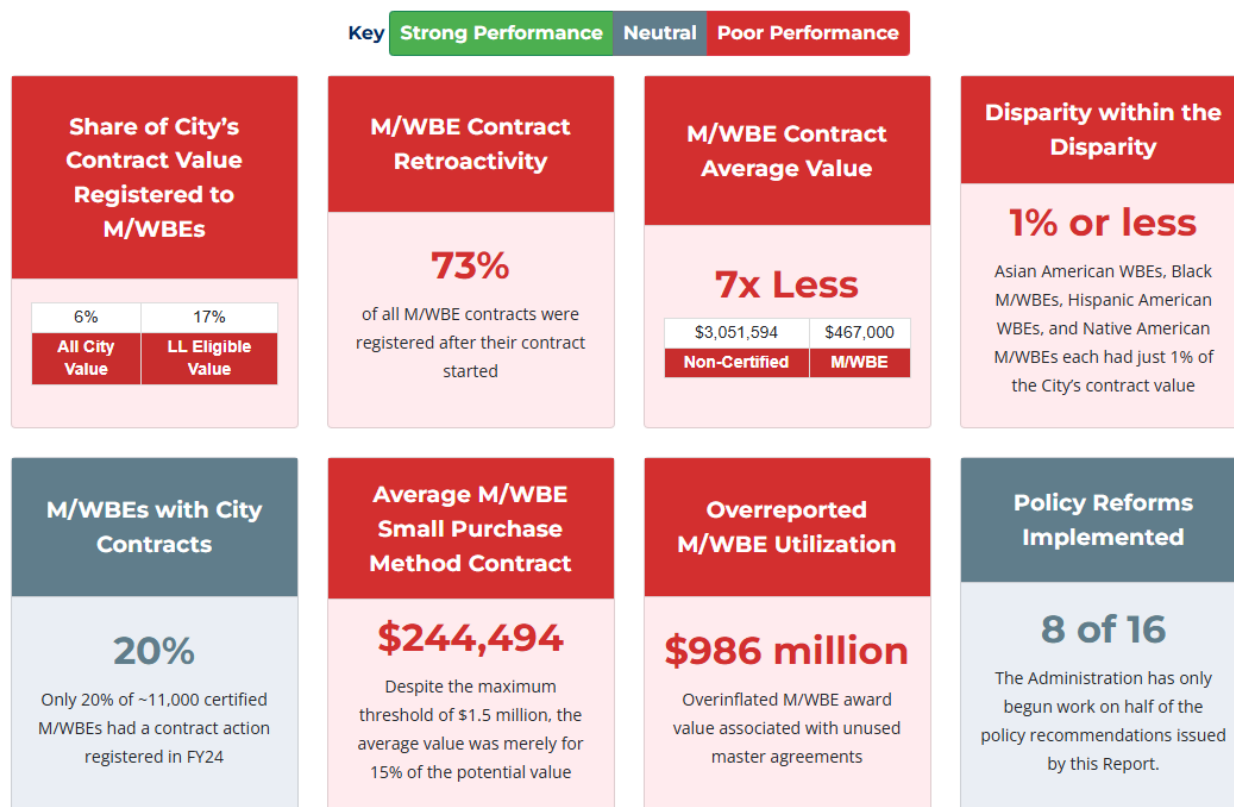 Key Strong Performance Neutral Poor Performance
Share of City’s
Contract Value
Registered to
M/WBEs
6% 17%
All City
Value
LL Eligible
Value
M/WBE Contract
Retroactivity
73%
of all M/WBE contracts were
registered after their contract
started
M/WBE Contract
Average Value
7x Less
$3,051,594 $467,000
Non-Certified M/WBE
Disparity within the
Disparity
1% or less
Asian American WBEs, Black
M/WBEs, Hispanic American
WBEs, and Native American
M/WBEs each had just 1% of
the City’s contract value
M/WBEs with City
Contracts
20%
Only 20% of ~11,000 certified
M/WBEs had a contract action
registered in FY24
Average M/WBE
Small Purchase
Method Contract
$244,494
Despite the maximum
threshold of $1.5 million, the
average value was merely for
15% of the potential value
Overreported
M/WBE Utilization
$986 million
Overinflated M/WBE award
value associated with unused
master agreements
Policy Reforms
Implemented
8 of 16
The Administration has only
begun work on half of the
policy recommendations issued
by this Report.